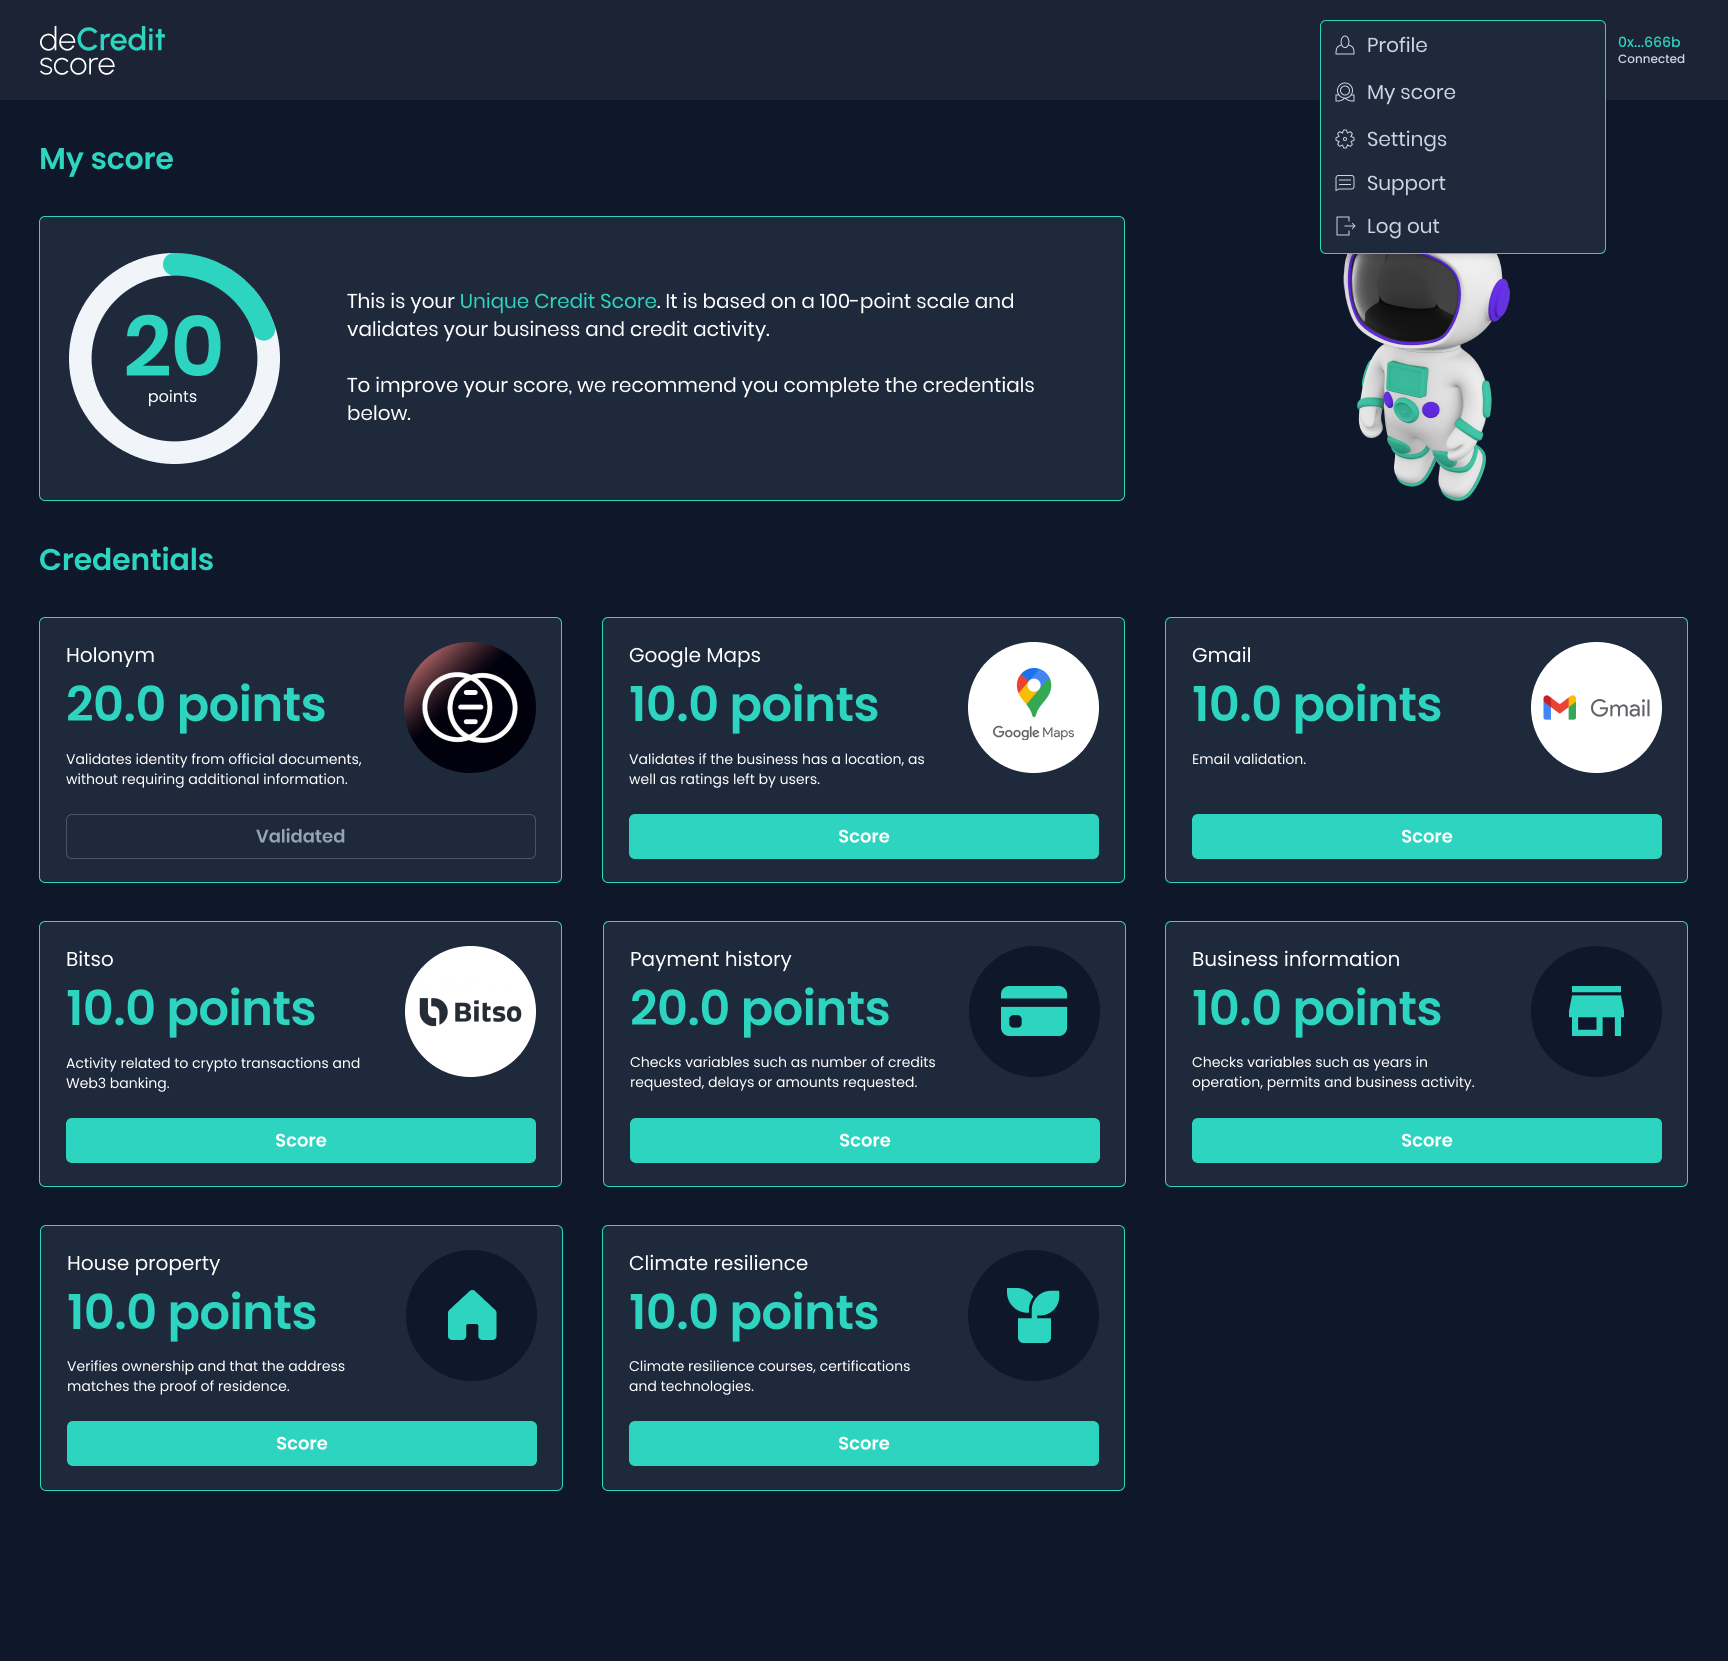 deCredit
score
Profile
My score
Settings
Support
Log out
0x...666b
Connected
My score
20
points
This is your Unique Credit Score. It is based on a 100-point scale and
validates your business and credit activity.
To improve your score, we recommend you complete the credentials
below.
Credentials
Holonym
20.0 points
Validates identity from official documents,
without requiring additional information.
Validated
Google Maps
10.0 points
Validates if the business has a location, as
well as ratings left by users.
Google Maps
Score
Gmail
10.0 points
Email validation.
Gmail
Score
Bitso
10.0 points
Activity related to crypto transactions and
Web3 banking.
Bitso
Score
Payment history
20.0 points
Checks variables such as number of credits
requested, delays or amounts requested.
Score
Business information
10.0 points
Checks variables such as years in
operation, permits and business activity.
Score
House property
10.0 points
Verifies ownership and that the address
matches the proof of residence.
Score
Climate resilience
10.0 points
Climate resilience courses, certifications
and technologies.
Score